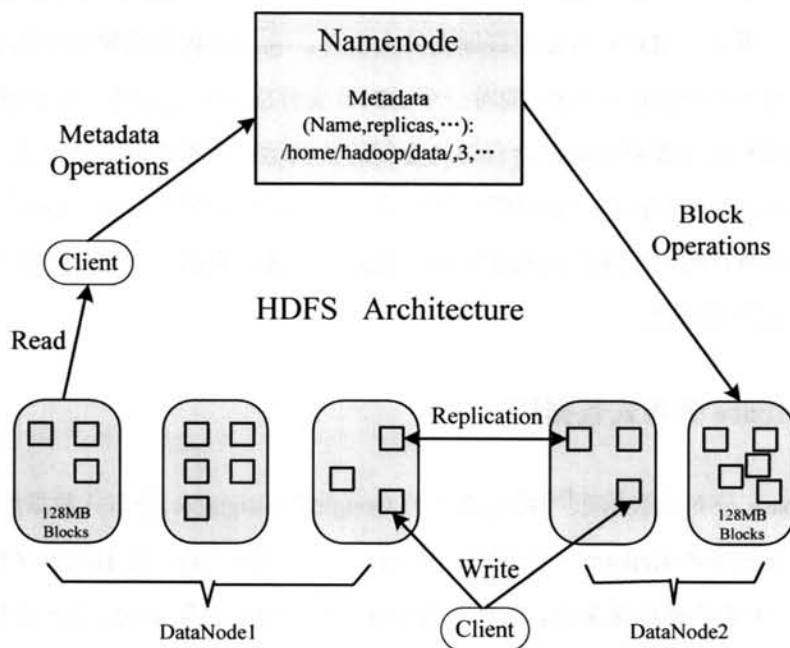 Namenode
Metadata
(Name,replicas,···):
/home/hadoop/data/,3,···
Metadada
Operations
Block
Operations
Client
HDFS Architecture
Read
Replication
128MB
Blocks
128MB
Blocks
Write
DataNode1
Client
DataNode2